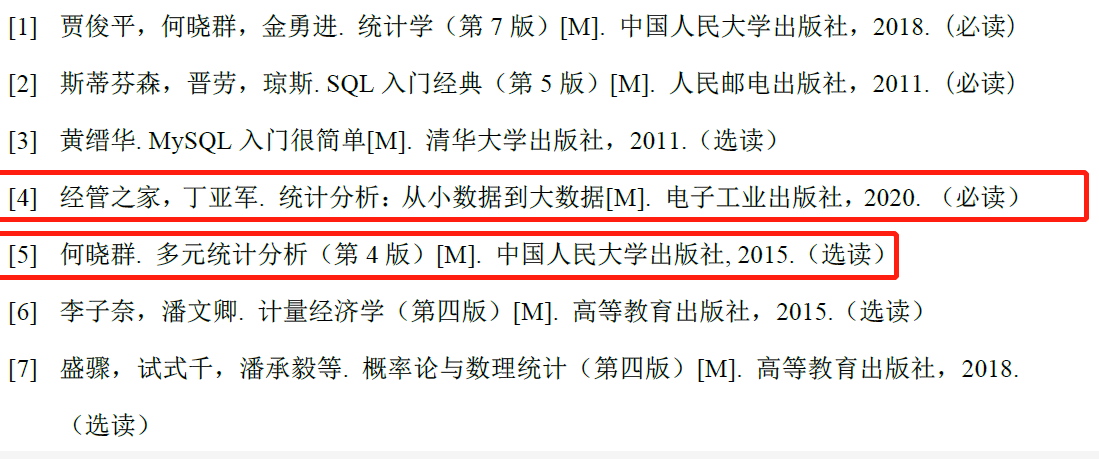 [1] 贾俊平，何晓群，金勇进. 统计学（第 7 版）[M]. 中国人民大学出版社，2018.（必读）
[2] 斯蒂芬森，晋劳，琼斯. SQL 入门经典（第 5 版）[M]. 人民邮电出版社，2011.（必读）
[3] 黄缙华. MySQL 入门很简单[M]. 清华大学出版社，2011.（选读）
[4] 经管之家，丁亚军. 统计分析：从小数据到大数据[M]. 电子工业出版社，2020. （必读）
[5] 何晓群. 多元统计分析（第 4 版）[M]. 中国人民大学出版社, 2015.（选读）
[6] 李子奈，潘文卿. 计量经济学（第四版）[M]. 高等教育出版社，2015.（选读）
[7] 盛骤，试式千，潘承毅等. 概率论与数理统计（第四版）[M]. 高等教育出版社，2018.
（选读）